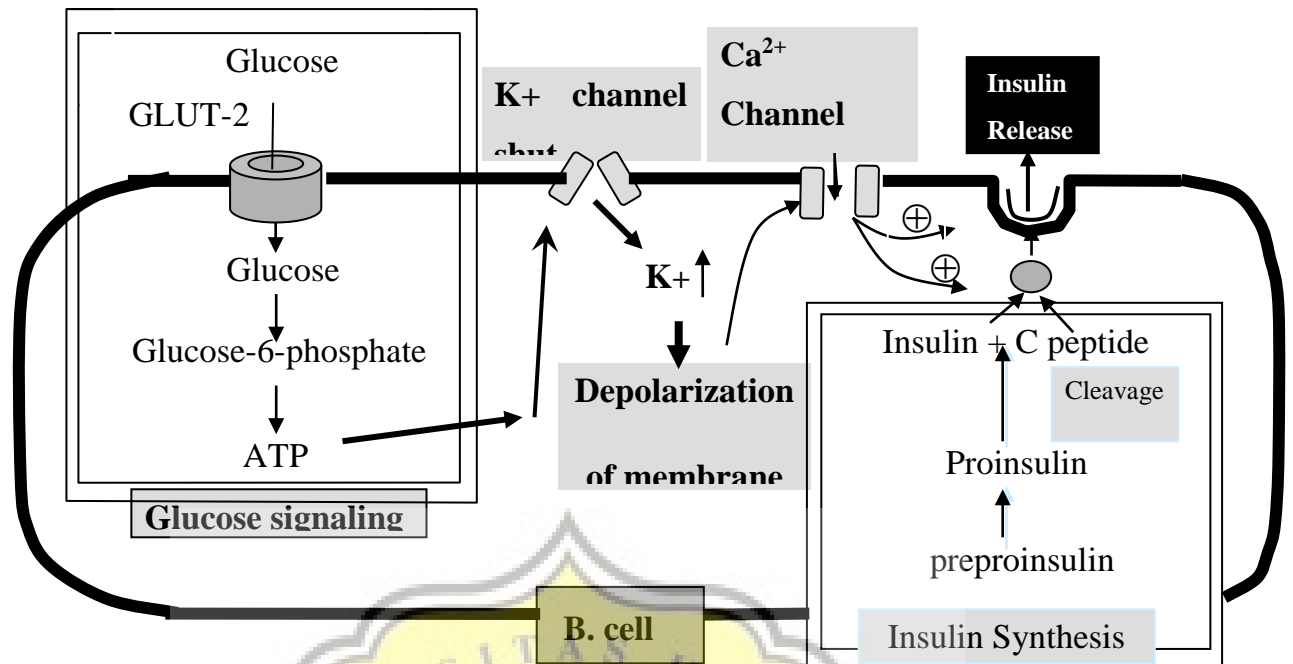 Glucose
GLUT-2
Glucose
Glucose-6-phosphate
ATP
Glucose signaling
K+ channel
shut
K+
Depolarization
of membrane
Ca²⁺
Channel
Insulin
Release
+
+
Insulin + C peptide
Cleavage
Proinsulin
preproinsulin
Insulin Synthesis
B. cell